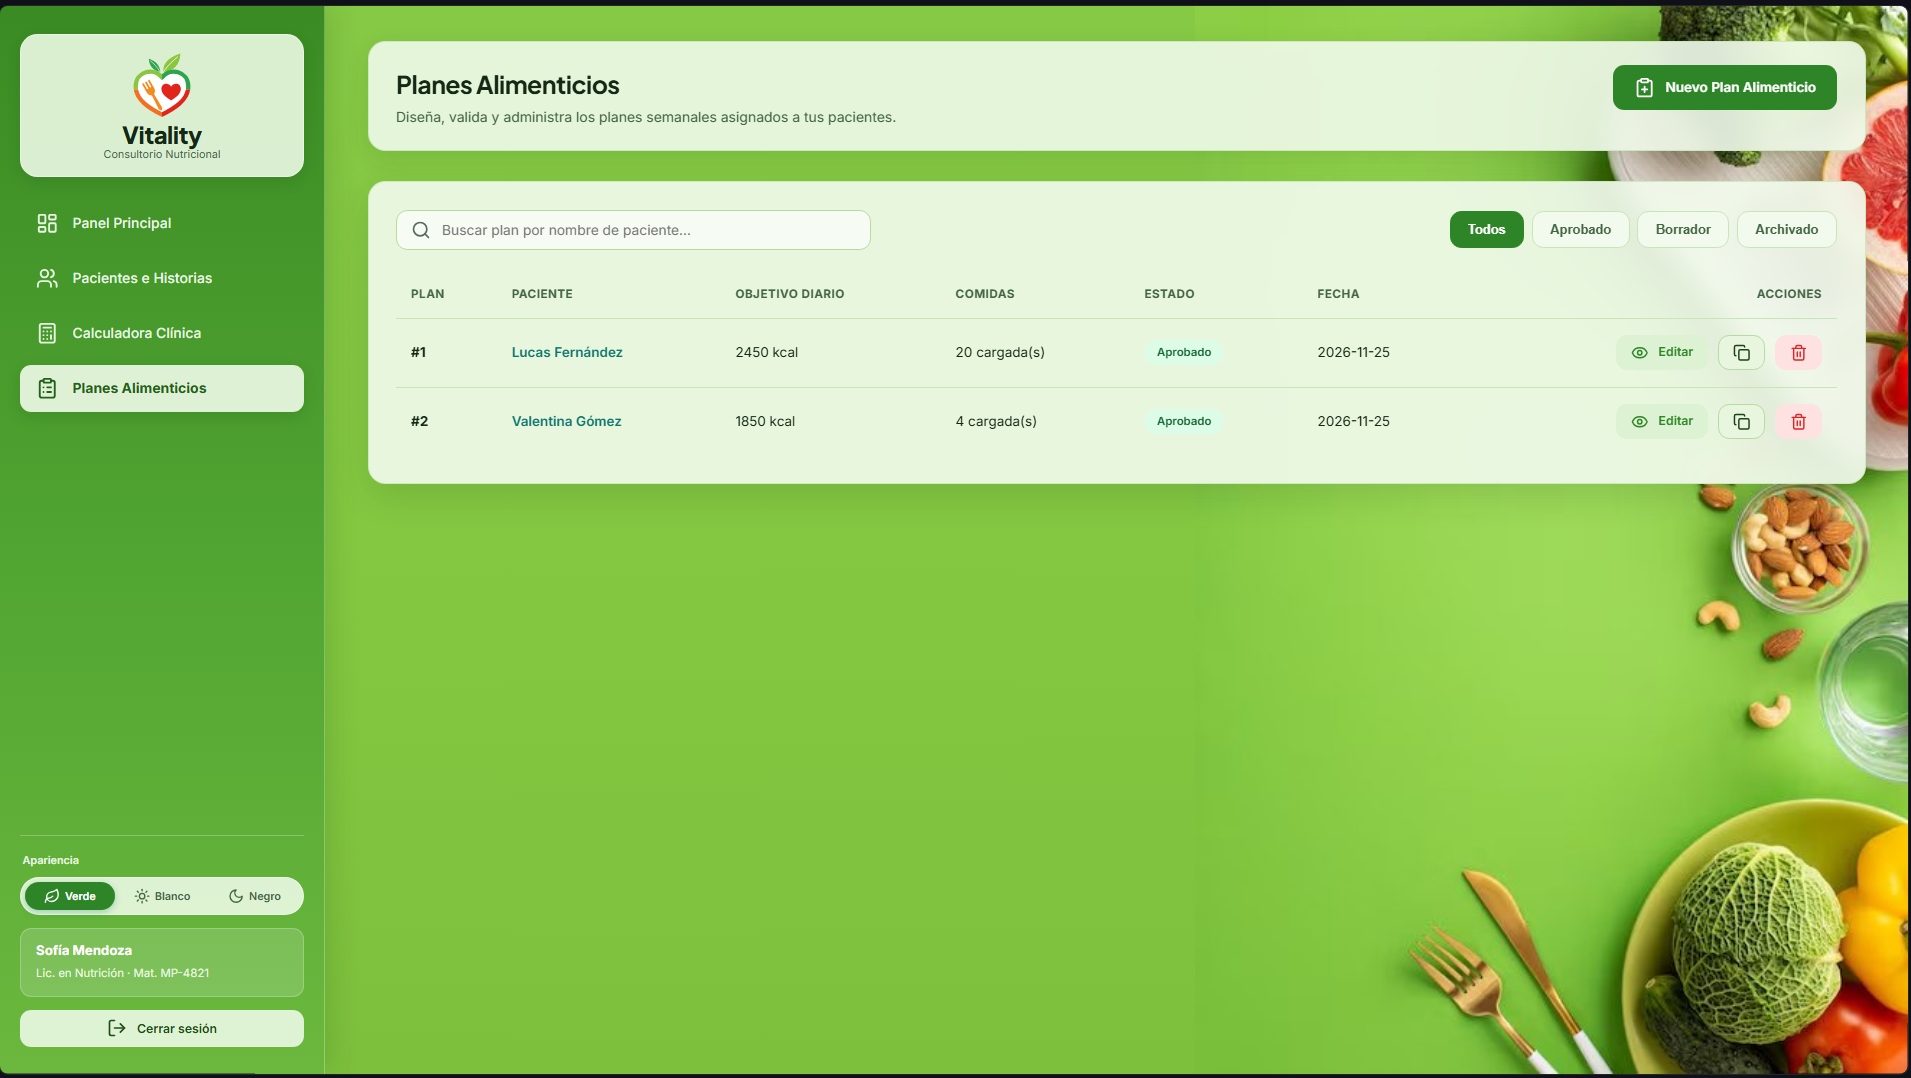 Vitality
Consultorio Nutricional
Panel Principal
Pacientes e Historias
Calculadora Clínica
Planes Alimenticios
Apariencia
Verde Blanco Negro
Sofía Mendoza
Lic. en Nutrición · Mat. MP-4821
Cerrar sesión
Planes Alimenticios
Diseña, valida y administra los planes semanales asignados a tus pacientes.
Nuevo Plan Alimenticio
Buscar plan por nombre de paciente...
Todos Aprobado Borrador Archivado
PLAN PACIENTE OBJETIVO DIARIO COMIDAS ESTADO FECHA ACCIONES
#1 Lucas Fernández 2450 kcal 20 cargada(s) Aprobado 2026-11-25 Editar
#2 Valentina Gómez 1850 kcal 4 cargada(s) Aprobado 2026-11-25 Editar